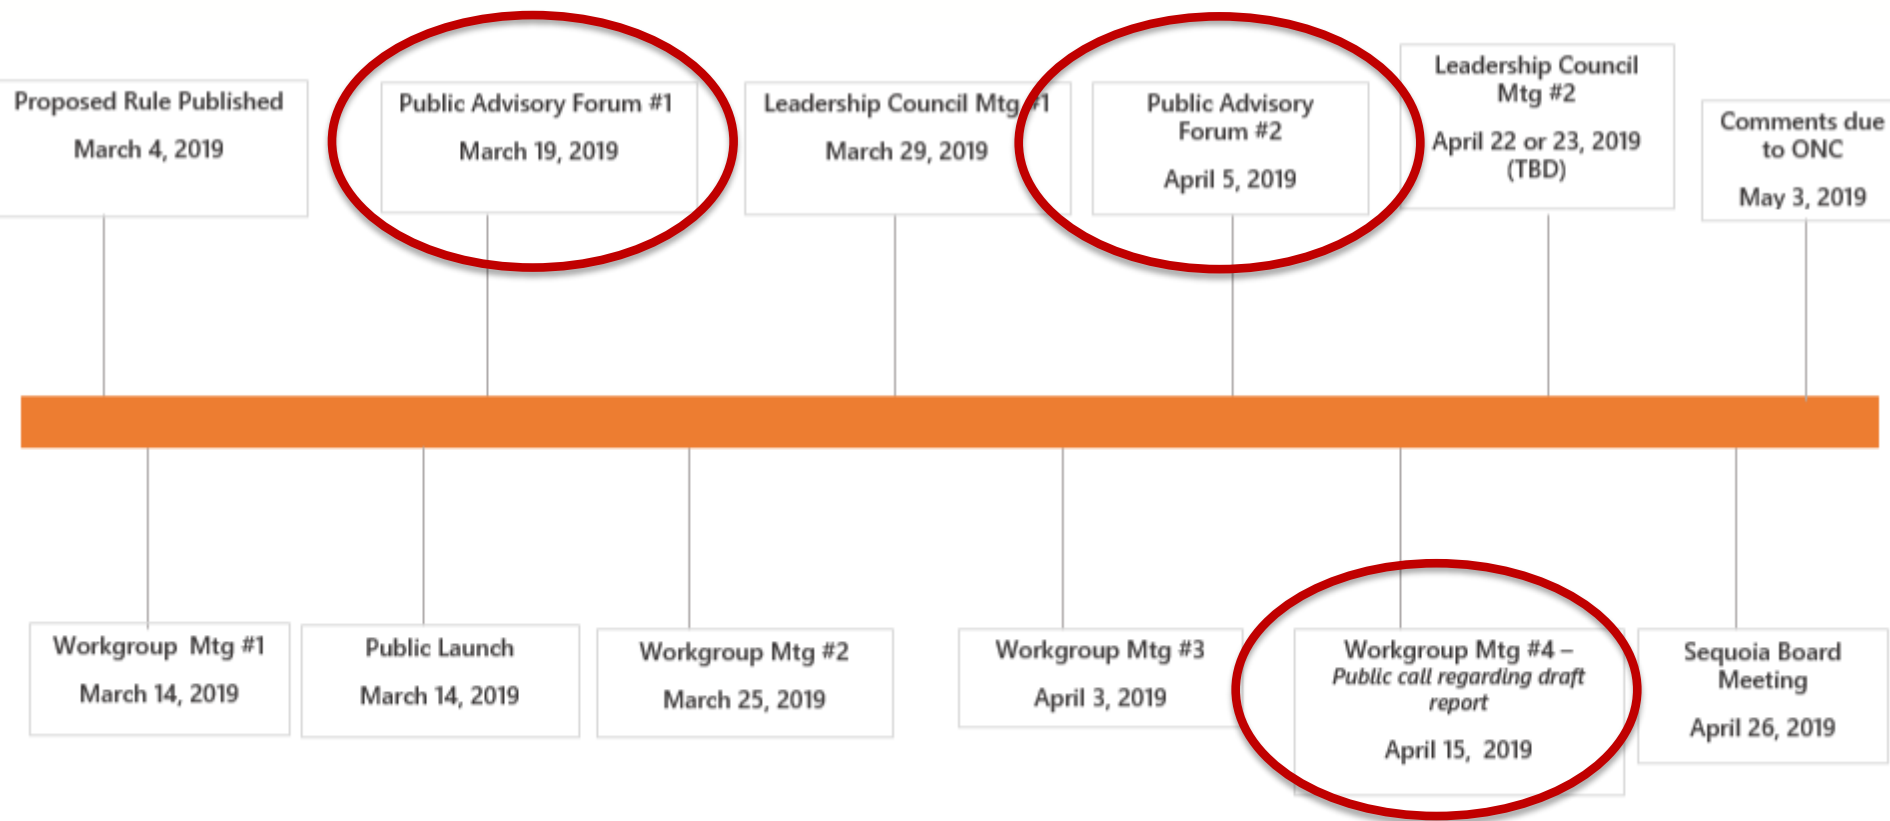 Proposed Rule Published
March 4, 2019
Public Advisory Forum #1
March 19, 2019
Leadership Council Mtg #1
March 29, 2019
Public Advisory
Forum #2
April 5, 2019
Leadership Council
Mtg #2
April 22 or 23, 2019
(TBD)
Comments due
to ONC
May 3, 2019
Workgroup Mtg #1
March 14, 2019
Public Launch
March 14, 2019
Workgroup Mtg #2
March 25, 2019
Workgroup Mtg #3
April 3, 2019
Workgroup Mtg #4 –
Public call regarding draft
report
April 15, 2019
Sequoia Board
Meeting
April 26, 2019